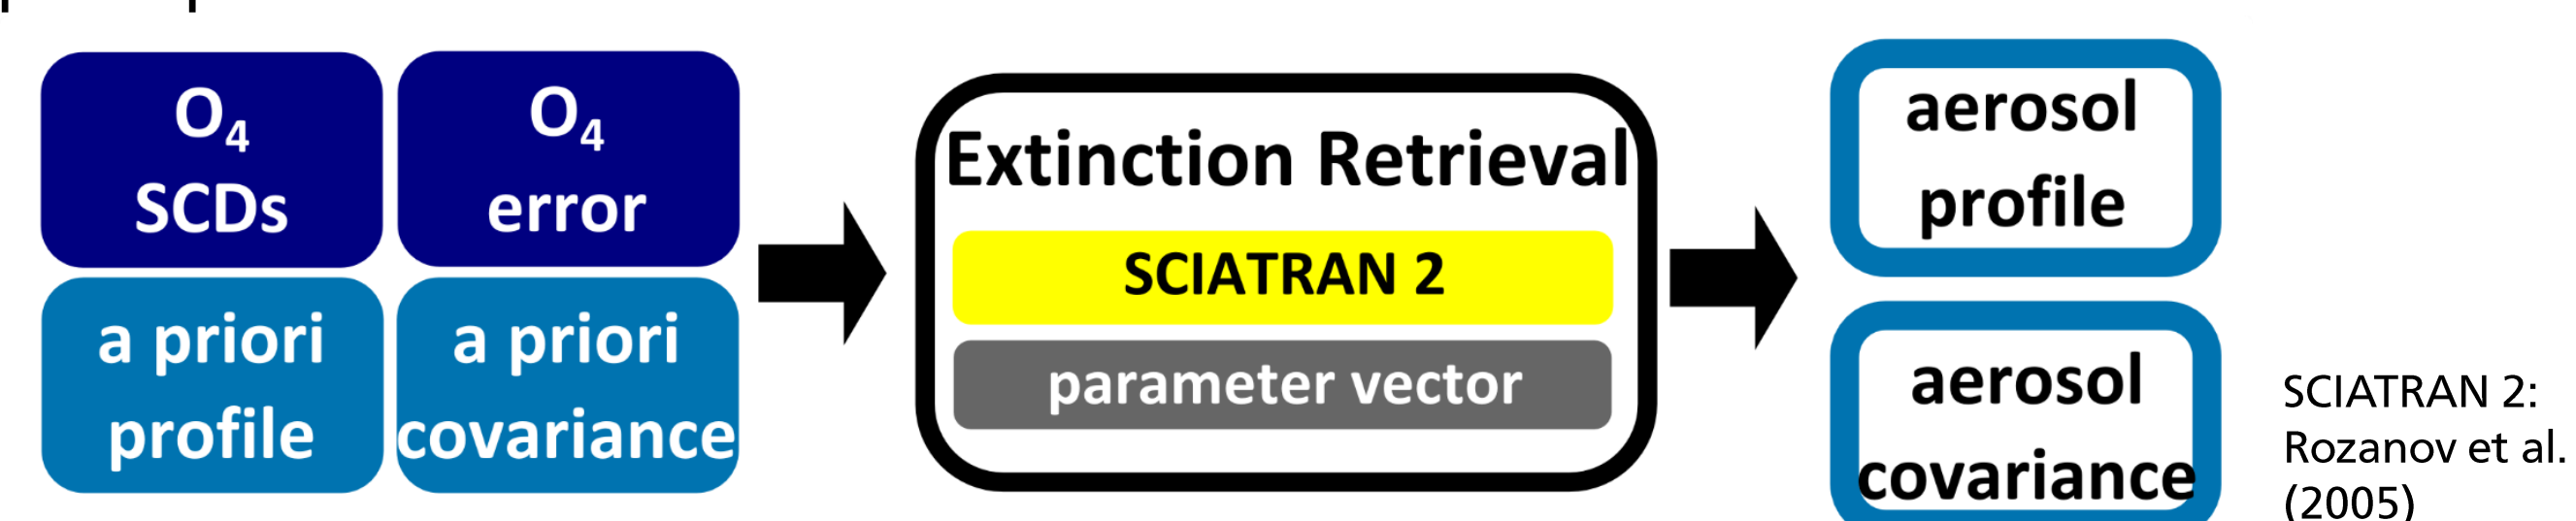 O₄
SCDs
O₄
error
a priori
profile
a priori
covariance
Extinction Retrieval
SCIATRAN 2
parameter vector
aerosol
profile
aerosol
covariance
SCIATRAN 2:
Rozanov et al.
(2005)